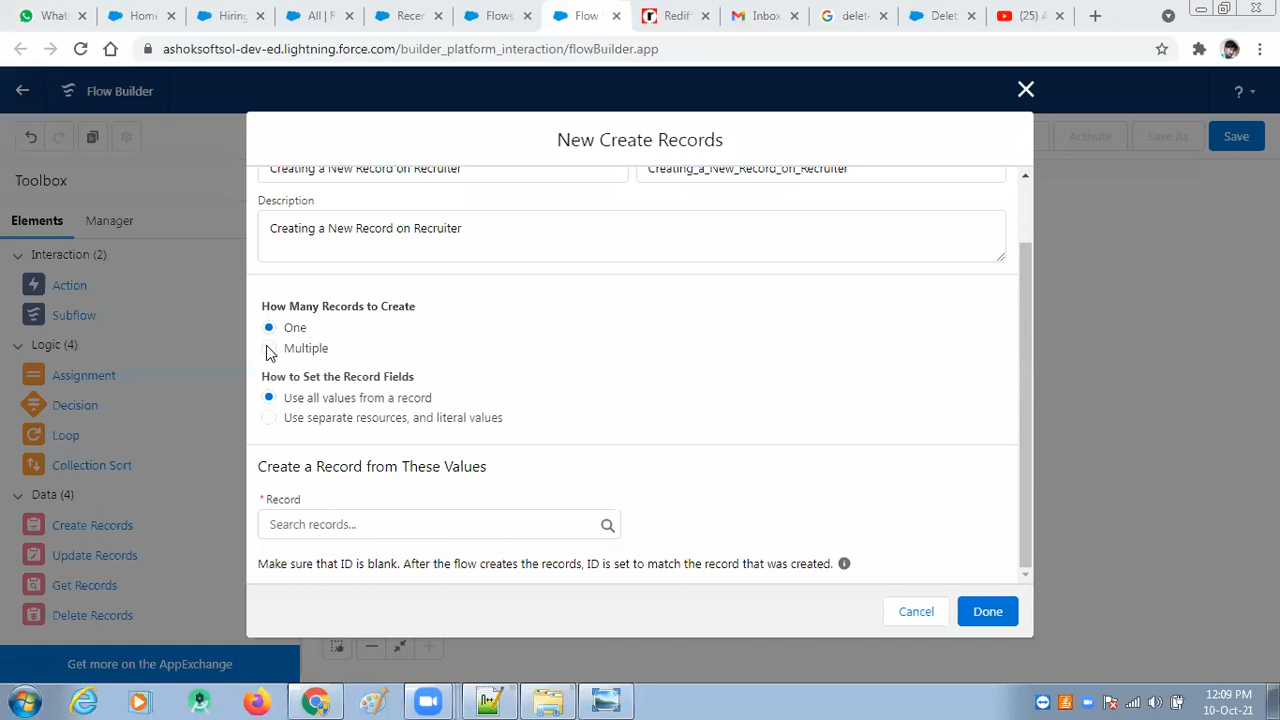 What:
Home
Hiring
All | R
Recen
Flows
Flow
Rediff
Inbox
delete
Delet
(25) A
ashoksoftsol-dev-ed.lightning.force.com/builder_platform_interaction/flowBuilder.app
Flow Builder
?
New Create Records
Activate
Save As
Save
Toolbox
Creating a New Record on Recruiter
Creating_a_New_Record_on_Recruiter
Description
Elements
Manager
Creating a New Record on Recruiter
Interaction (2)
Action
Subflow
How Many Records to Create
One
Multiple
Logic (4)
Assignment
How to Set the Record Fields
Use all values from a record
Decision
Use separate resources, and literal values
Loop
Collection Sort
Create a Record from These Values
Data (4)
* Record
Create Records
Search records...
Update Records
Make sure that ID is blank. After the flow creates the records, ID is set to match the record that was created.
Get Records
Delete Records
Cancel
Done
Get more on the AppExchange
12:09 PM
10-Oct-21